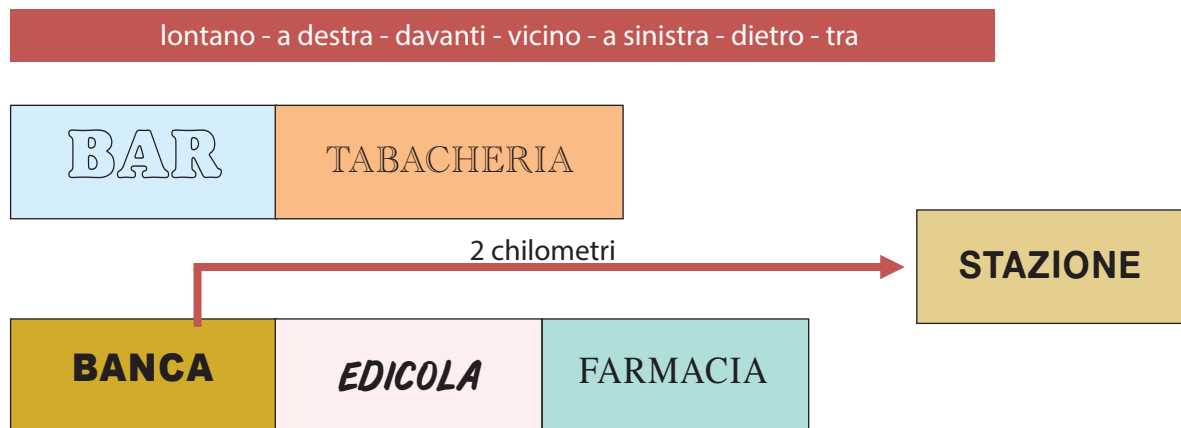 lontano - a destra - davanti - vicino - a sinistra - dietro - tra
BAR TABACHERIA
2 chilometri
STAZIONE
BANCA EDICOLA FARMACIA